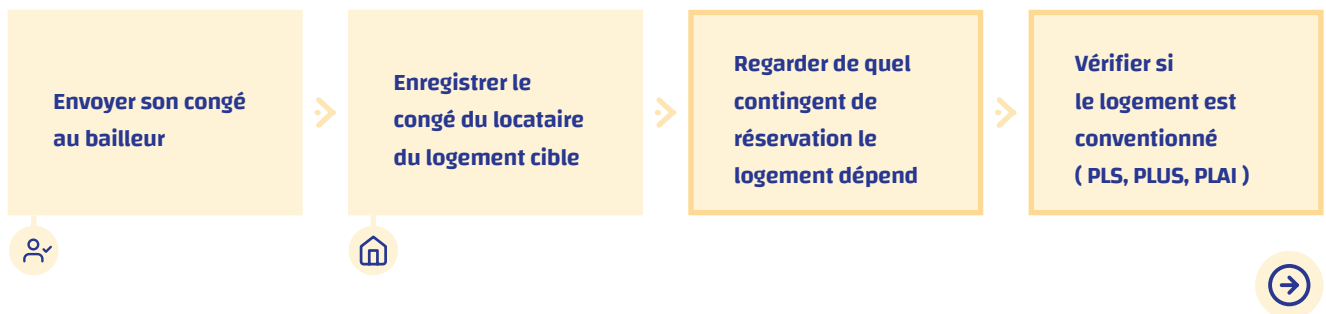 Envoyer son congé
au bailleur
Enregistrer le
congé du locataire
du logement cible
Regarder de quel
contingent de
réservation le
logement dépend
Vérifier si
le logement est
conventionné
( PLS, PLUS, PLAI )